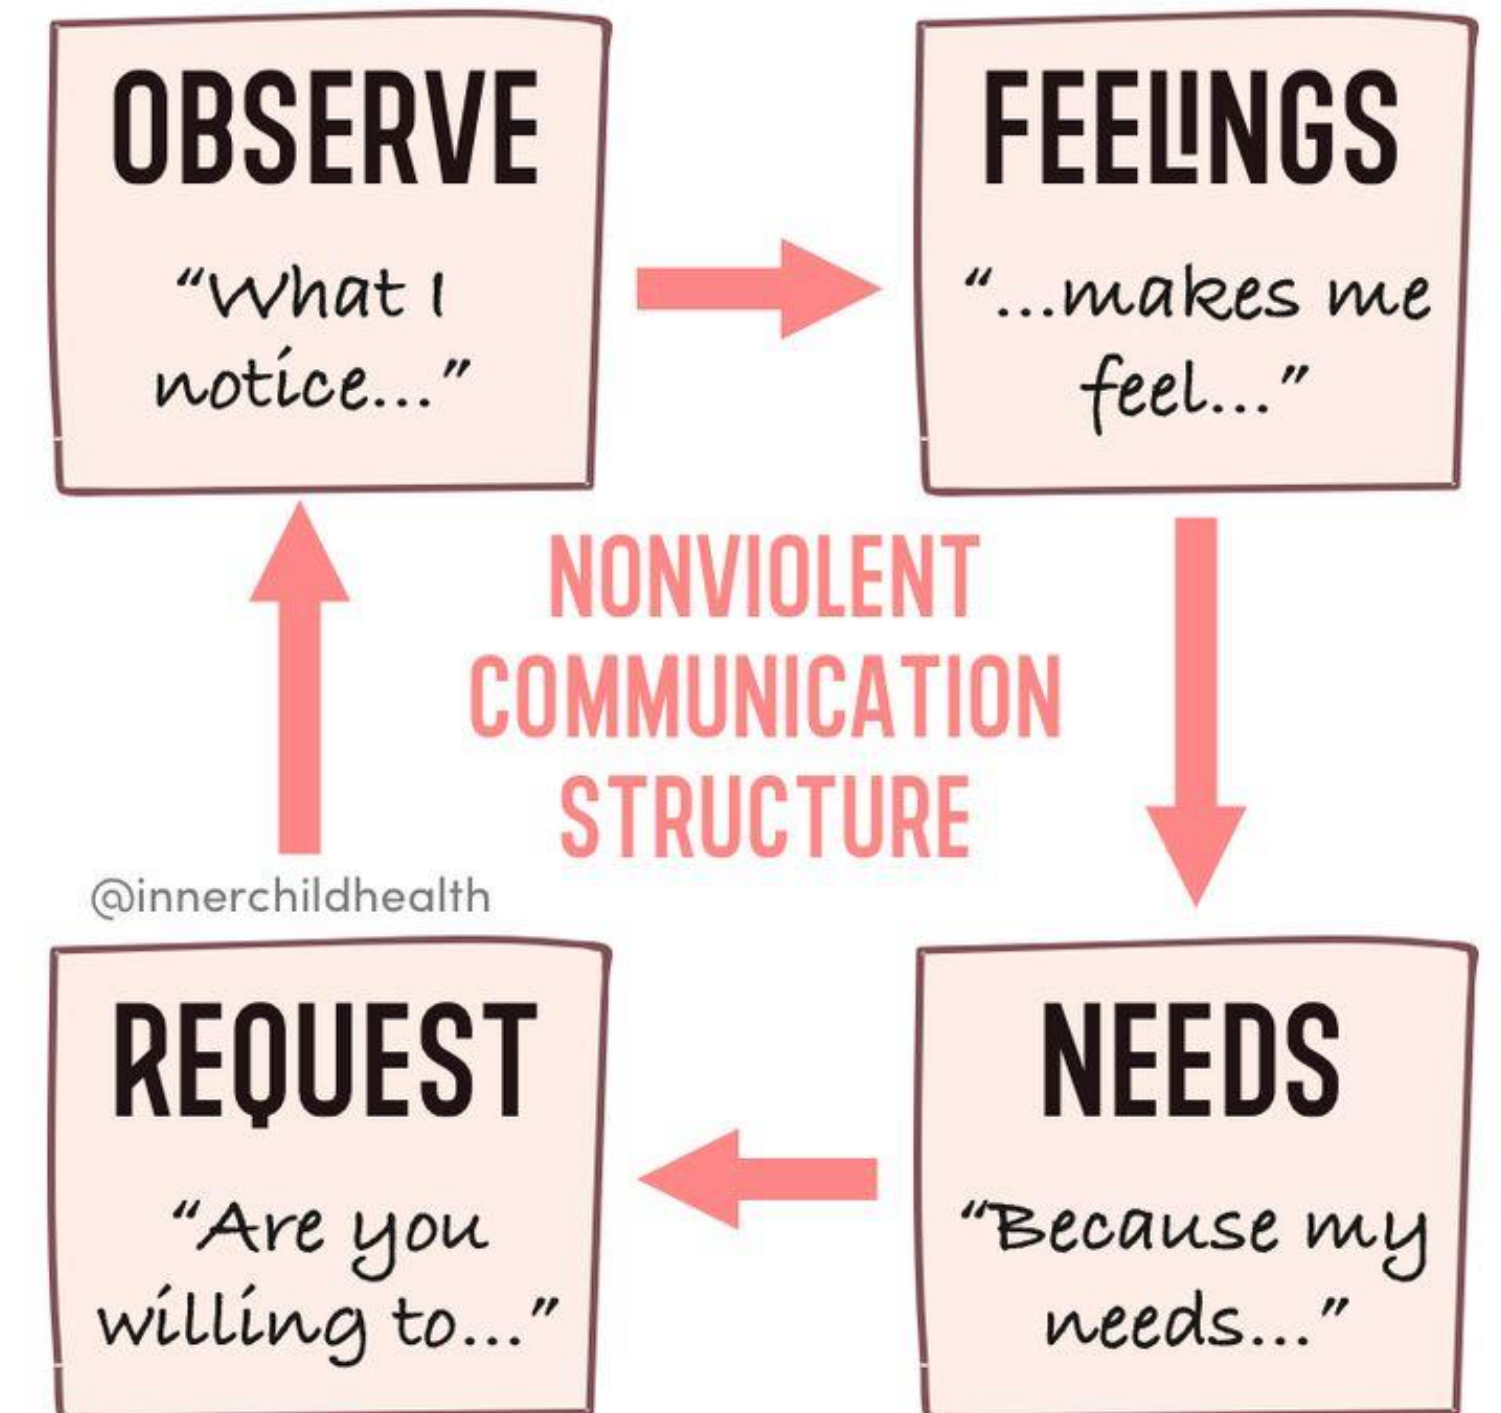 OBSERVE
“What I
notice...”
FEELINGS
“...makes me
feel...”
NONVIOLENT
COMMUNICATION
STRUCTURE
@innerchildhealth
REQUEST
“Are you
willing to...”
NEEDS
“Because my
needs...”